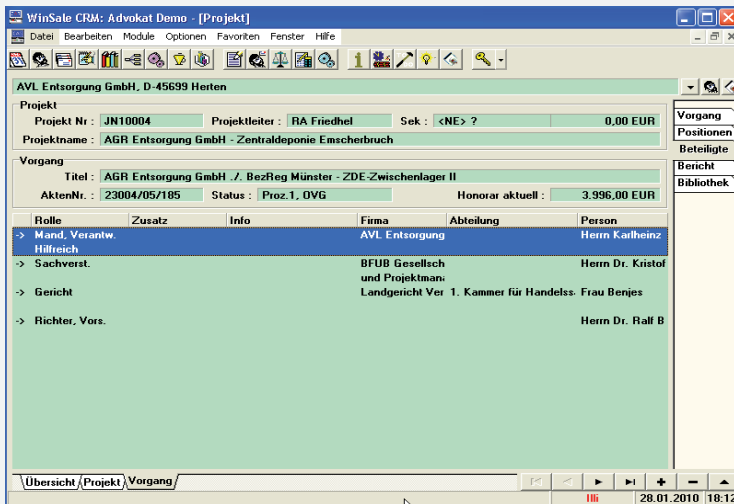 WinSale CRM: Advokat Demo - [Projekt]
Datei Bearbeiten Module Optionen Favoriten Fenster Hilfe
AVL Entsorgung GmbH, D-45699 Herten
Projekt
Projekt Nr : JN10004 Projektleiter : RA Friedhel Sek : <NE> ? 0,00 EUR
Projektname : AGR Entsorgung GmbH - Zentraldeponie Emscherbruch
Vorgang
Titel : AGR Entsorgung GmbH ./. BezReg Münster - ZDE-Zwischenlager II
AktenNr. : 23004/05/185 Status : Proz.1, OVG Honorar aktuell : 3.996,00 EUR
Vorgang
Positionen
Beteiligte
Bericht
Bibliothek
Rolle Zusatz Info Firma Abteilung Person
-> Mand, Verantw. AVL Entsorgung Herrn Karlheinz
Hilfreich
-> Sachverst. BFUB Gesellsch Herrn Dr. Kristof
und Projektmana
-> Gericht Landgericht Ver 1. Kammer für Handelss. Frau Benjes
-> Richter, Vors. Herrn Dr. Ralf B
Übersicht Projekt Vorgang
Illi 28.01.2010 18:12